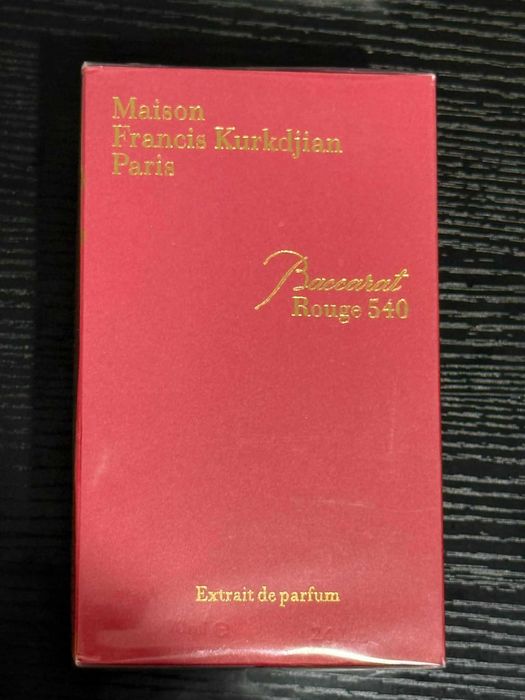 Maison
Francis Kurkdjian
Paris
Baccarat
Rouge 540
Extrait de parfum